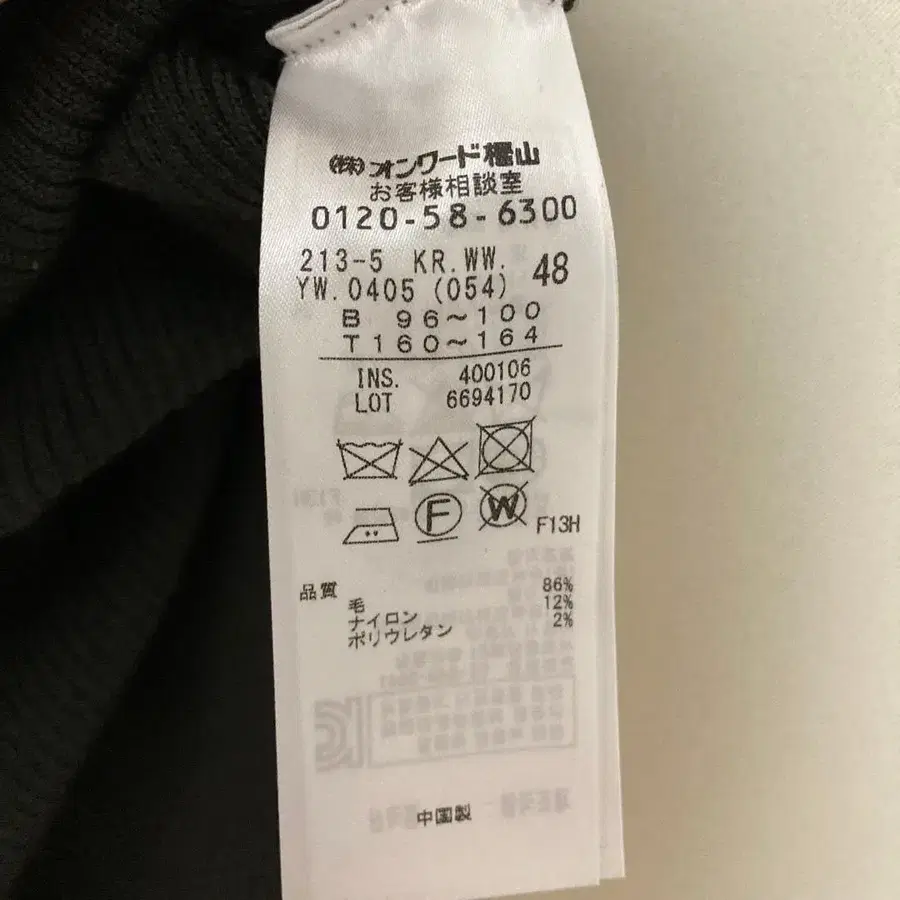 ㈱オンワード樫山
お客様相談室
0120-58-6300
213-5 KR.WW.
YW.0405 (054) 48
B 96～100
T 160～164
INS. 400106
LOT 6694170
F
W
F13H
品質
毛 86%
ナイロン 12%
ポリウレタン 2%
中国製